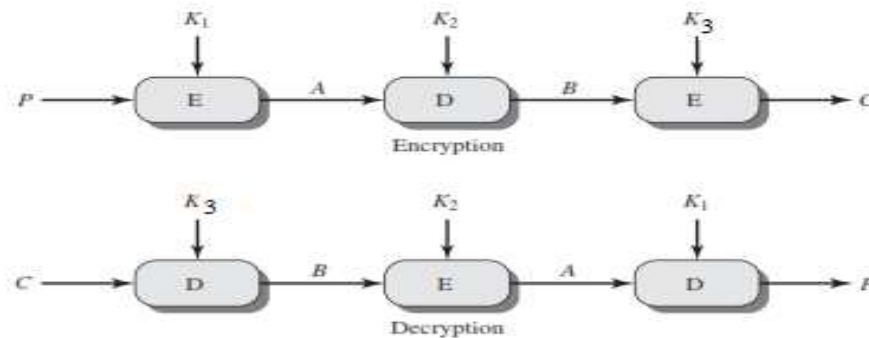 K1 K2 K3
P E A D B E C
Encryption
K3 K2 K1
C D B E A D P
Decryption